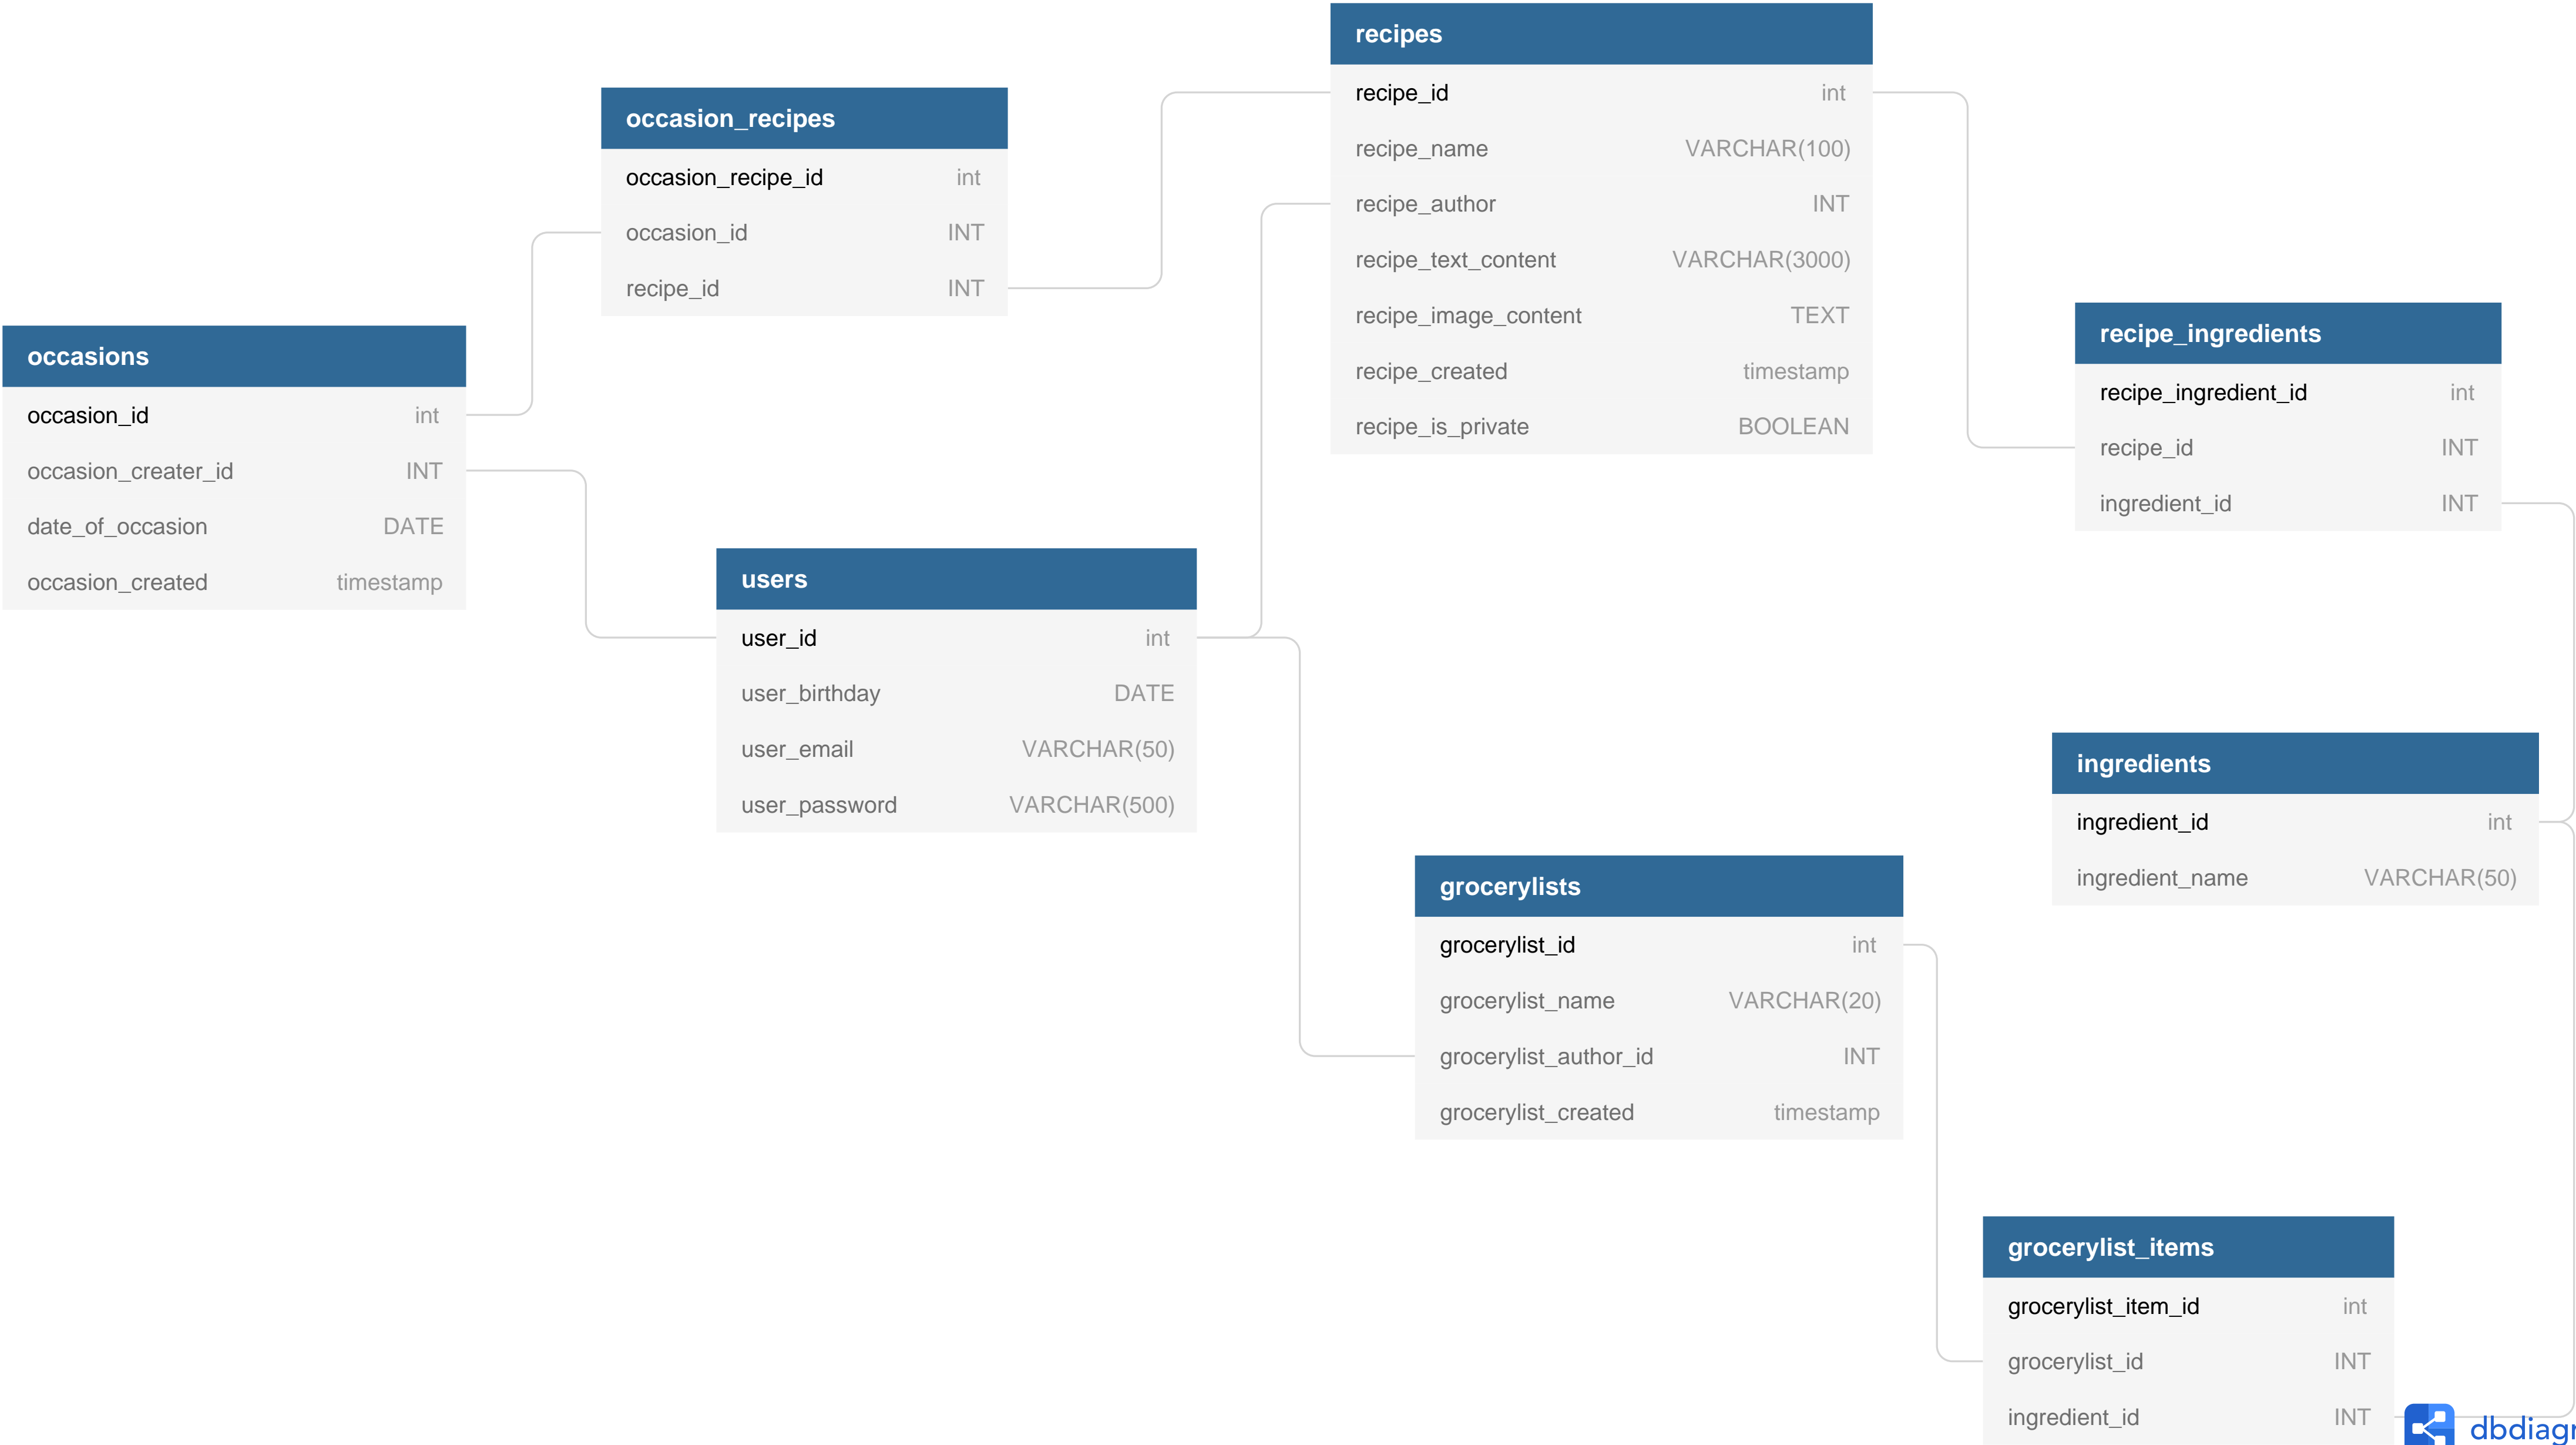 recipes
recipe_id int
recipe_name VARCHAR(100)
recipe_author INT
recipe_text_content VARCHAR(3000)
recipe_image_content TEXT
recipe_created timestamp
recipe_is_private BOOLEAN
occasion_recipes
occasion_recipe_id int
occasion_id INT
recipe_id INT
recipe_ingredients
recipe_ingredient_id int
recipe_id INT
ingredient_id INT
occasions
occasion_id int
occasion_creater_id INT
date_of_occasion DATE
occasion_created timestamp
users
user_id int
user_birthday DATE
user_email VARCHAR(50)
user_password VARCHAR(500)
ingredients
ingredient_id int
ingredient_name VARCHAR(50)
grocerylists
grocerylist_id int
grocerylist_name VARCHAR(20)
grocerylist_author_id INT
grocerylist_created timestamp
grocerylist_items
grocerylist_item_id int
grocerylist_id INT
ingredient_id INT